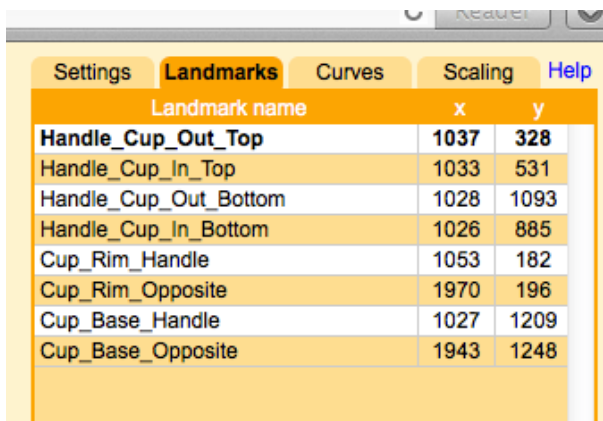 Reader
Settings Landmarks Curves Scaling Help
Landmark name x y
Handle_Cup_Out_Top 1037 328
Handle_Cup_In_Top 1033 531
Handle_Cup_Out_Bottom 1028 1093
Handle_Cup_In_Bottom 1026 885
Cup_Rim_Handle 1053 182
Cup_Rim_Opposite 1970 196
Cup_Base_Handle 1027 1209
Cup_Base_Opposite 1943 1248